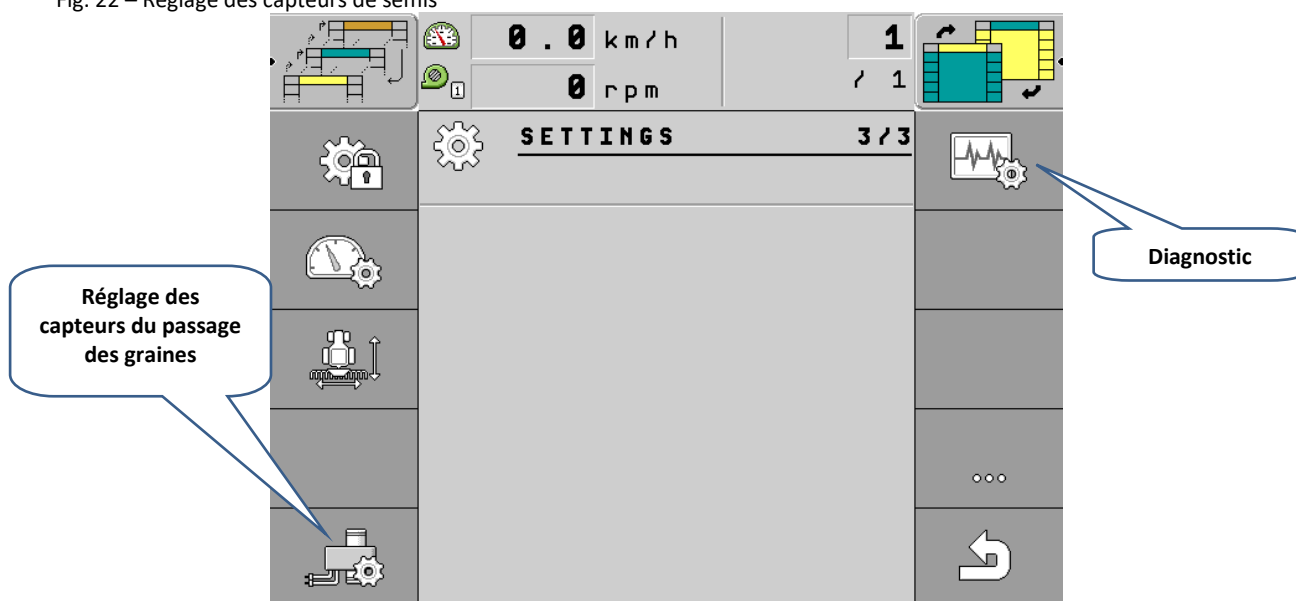 Fig. 22 – Réglage des capteurs de semis
0.0 km/h
1
1
0 rpm
/ 1
SETTINGS 3/3
Diagnostic
Réglage des
capteurs du passage
des graines
...